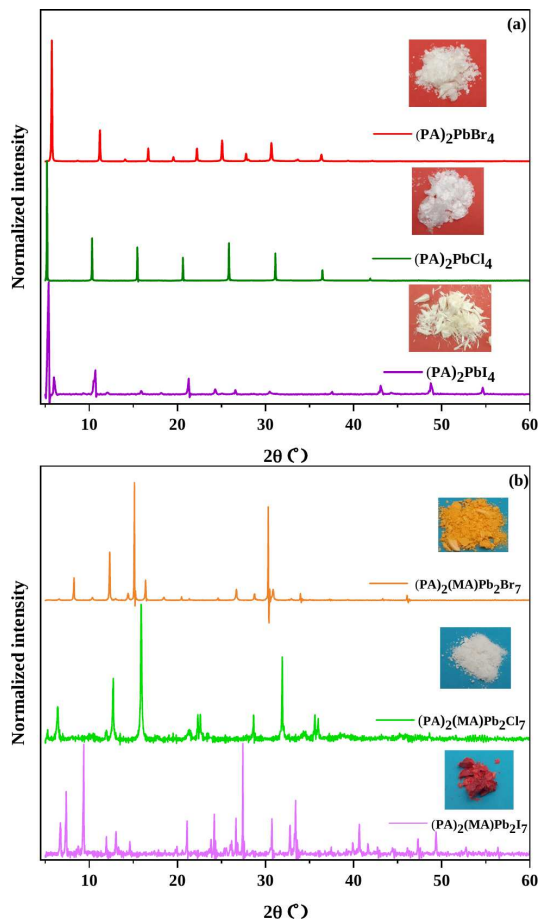 (a)
(PA)2PbBr4
(PA)2PbCl4
(PA)2PbI4
Normalized intensity
10 20 30 40 50 60
2θ (°)
(b)
(PA)2(MA)Pb2Br7
(PA)2(MA)Pb2Cl7
(PA)2(MA)Pb2I7
Normalized intensity
10 20 30 40 50 60
2θ (°)